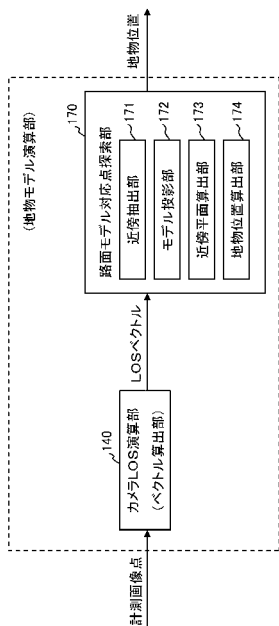 (地物モデル演算部)
計測画像点
140
カメラLOS演算部
(ベクトル算出部)
LOSベクトル
170
路面モデル対応点探索部
近傍抽出部
171
モデル投影部
172
近傍平面算出部
173
地物位置算出部
174
地物位置